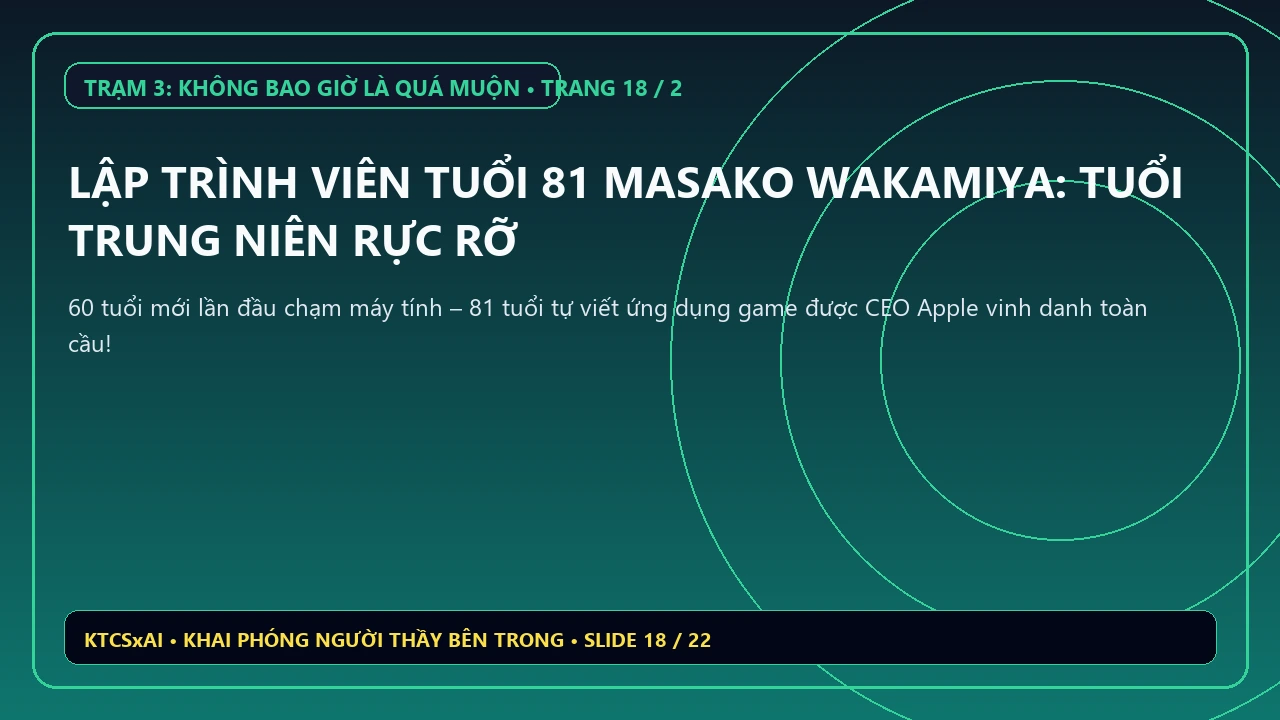 TRẠM 3: KHÔNG BAO GIỜ LÀ QUÁ MUỘN • TRANG 18 / 2
LẬP TRÌNH VIÊN TUỔI 81 MASAKO WAKAMIYA: TUỔI
TRUNG NIÊN RỰC RỠ
60 tuổi mới lần đầu chạm máy tính – 81 tuổi tự viết ứng dụng game được CEO Apple vinh danh toàn
cầu!
KTCSxAI • KHAI PHÓNG NGƯỜI THẦY BÊN TRONG • SLIDE 18 / 22